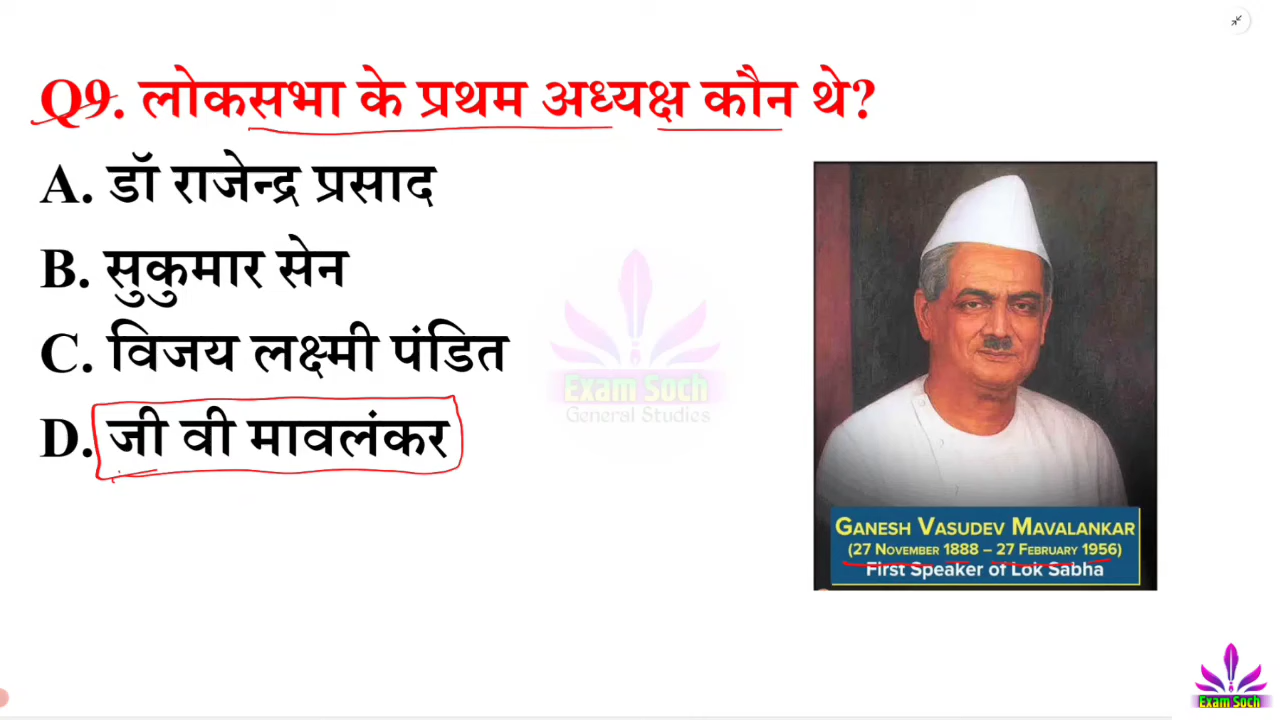 Q9. लोकसभा के प्रथम अध्यक्ष कौन थे?
A. डॉ राजेन्द्र प्रसाद
B. सुकुमार सेन
C. विजय लक्ष्मी पंडित
D. जी वी मावलंकर
Exam Soch
General Studies
GANESH VASUDEV MAVALANKAR
(27 NOVEMBER 1888 – 27 FEBRUARY 1956)
First Speaker of Lok Sabha
Exam Soch